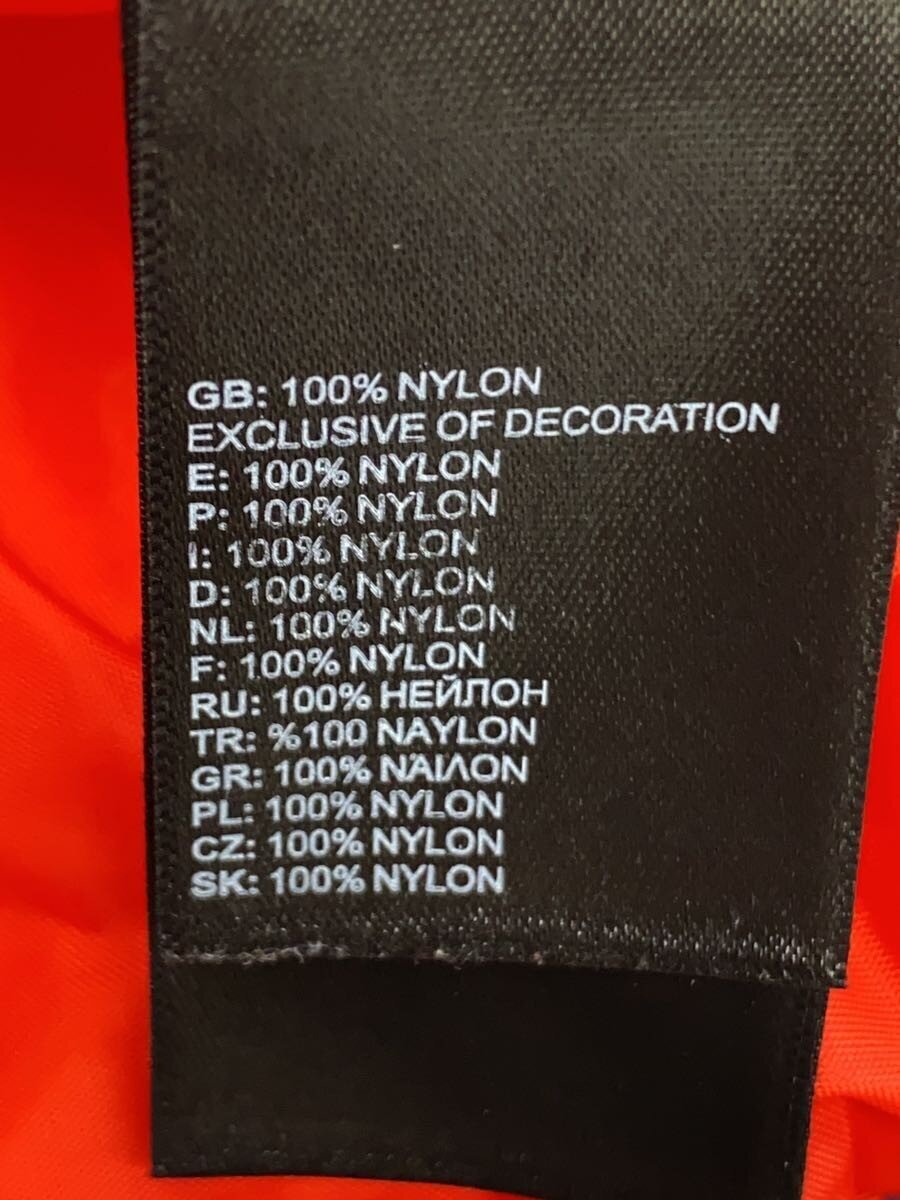 GB: 100% NYLON
EXCLUSIVE OF DECORATION
E: 100% NYLON
P: 100% NYLON
I: 100% NYLON
D: 100% NYLON
NL: 100% NYLON
F: 100% NYLON
RU: 100% НЕЙЛОН
TR: %100 NAYLON
GR: 100% ΝΑΙΛΟΝ
PL: 100% NYLON
CZ: 100% NYLON
SK: 100% NYLON